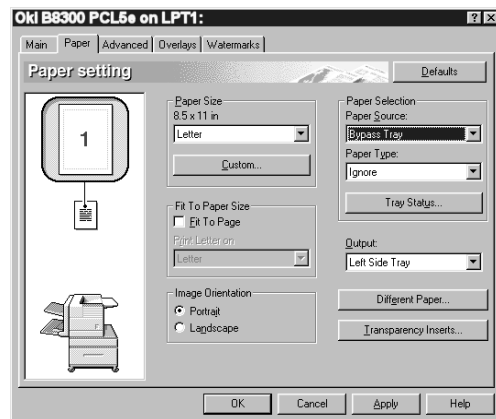 Oki B8300 PCL5e on LPT1:
Main Paper Advanced Overlays Watermarks
Paper setting
Defaults
1
Paper Size
8.5 x 11 in
Letter
Custom...
Fit To Paper Size
Fit To Page
Print Letter on
Letter
Image Orientation
Portrait
Landscape
Paper Selection
Paper Source:
Bypass Tray
Paper Type:
Ignore
Tray Status...
Output:
Left Side Tray
Different Paper...
Transparency Inserts...
OK Cancel Apply Help